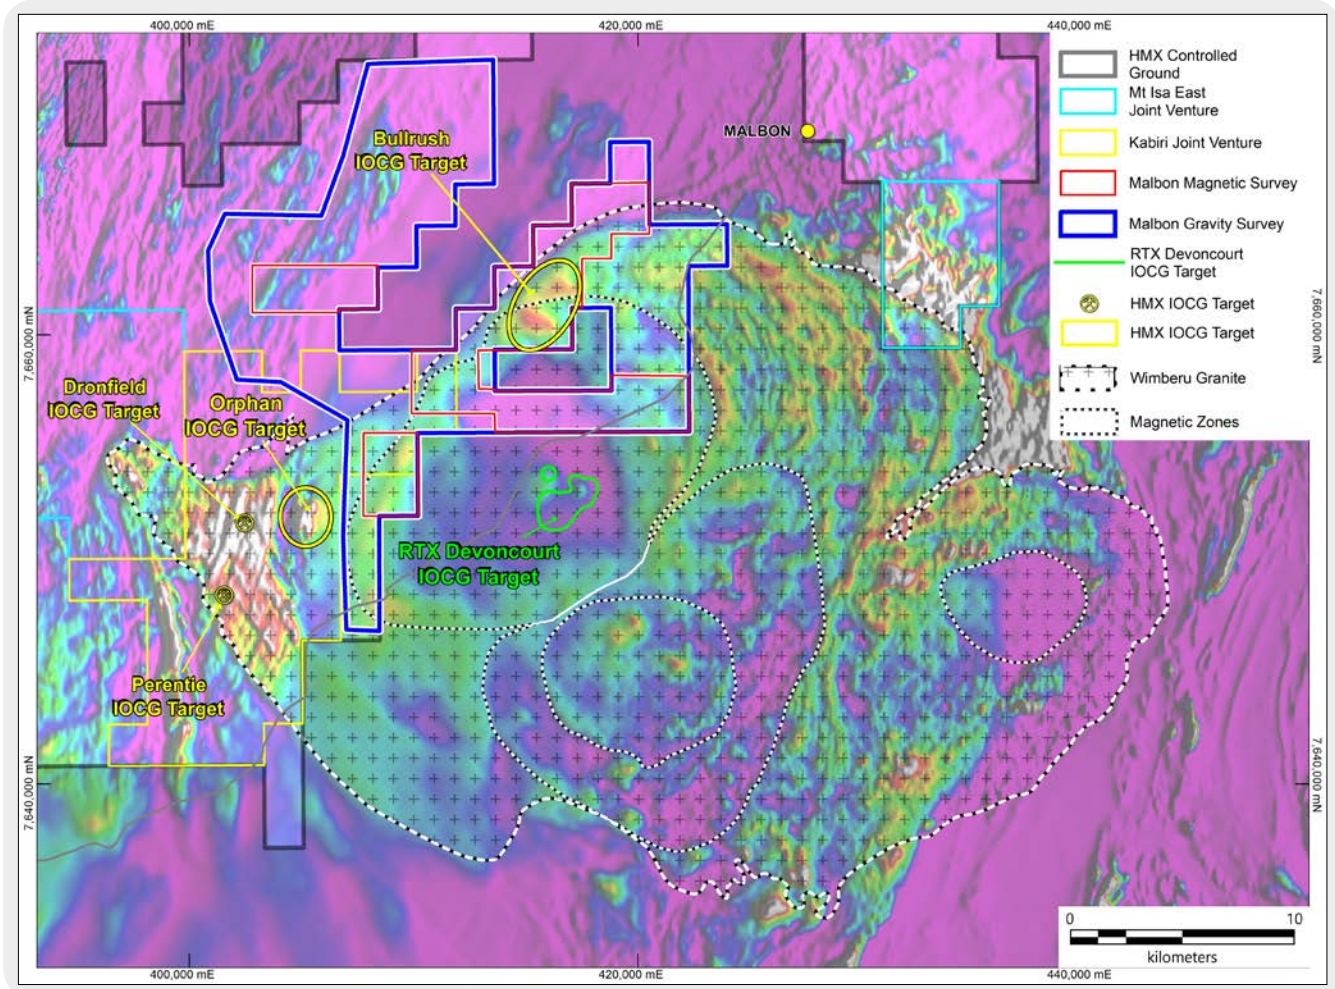 400,000 mE
420,000 mE
440,000 mE
HMX Controlled
Ground
Mt Isa East
Joint Venture
Kabiri Joint Venture
Malbon Magnetic Survey
Malbon Gravity Survey
RTX Devoncourt
IOCG Target
HMX IOCG Target
HMX IOCG Target
Wimberu Granite
Magnetic Zones
MALBON
Bullrush
IOCG Target
7,660,000 mN
7,660,000 mN
Dronfield
IOCG Target
Orphan
IOCG Target
RTX Devoncourt
IOCG Target
Perentie
IOCG Target
7,640,000 mN
7,640,000 mN
0
10
kilometers
400,000 mE
420,000 mE
440,000 mE